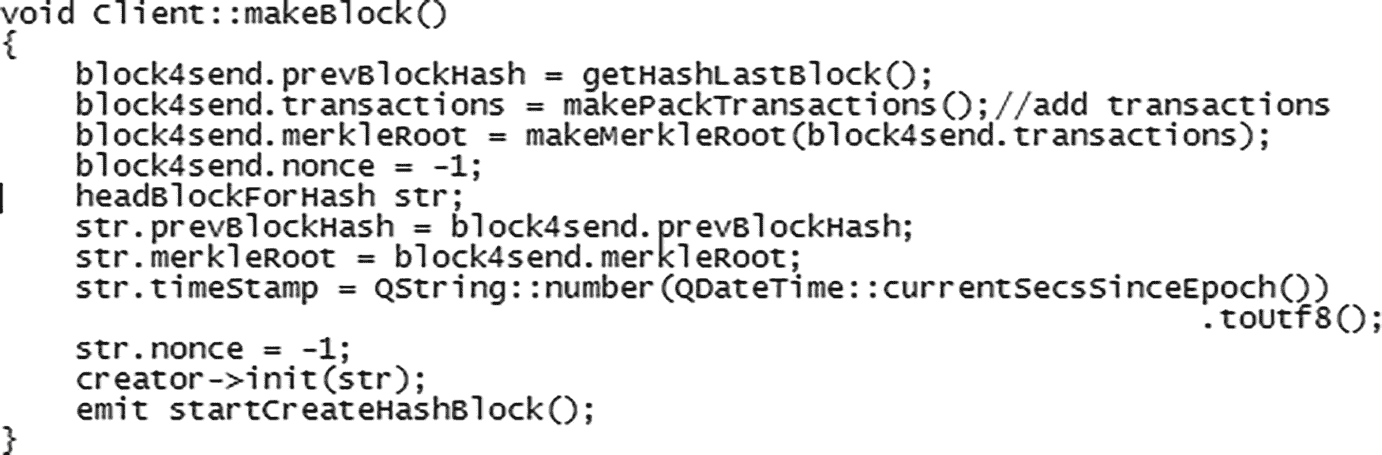 void Client::makeBlock()
{
    block4send.prevBlockHash = getHashLastBlock();
    block4send.transactions = makePackTransactions();//add transactions
    block4send.merkleRoot = makeMerkleRoot(block4send.transactions);
    block4send.nonce = -1;
    headBlockForHash str;
    str.prevBlockHash = block4send.prevBlockHash;
    str.merkleRoot = block4send.merkleRoot;
    str.timeStamp = QString::number(QDateTime::currentSecsSinceEpoch())
                                                            .toUtf8();
    str.nonce = -1;
    creator->init(str);
    emit startCreateHashBlock();
}